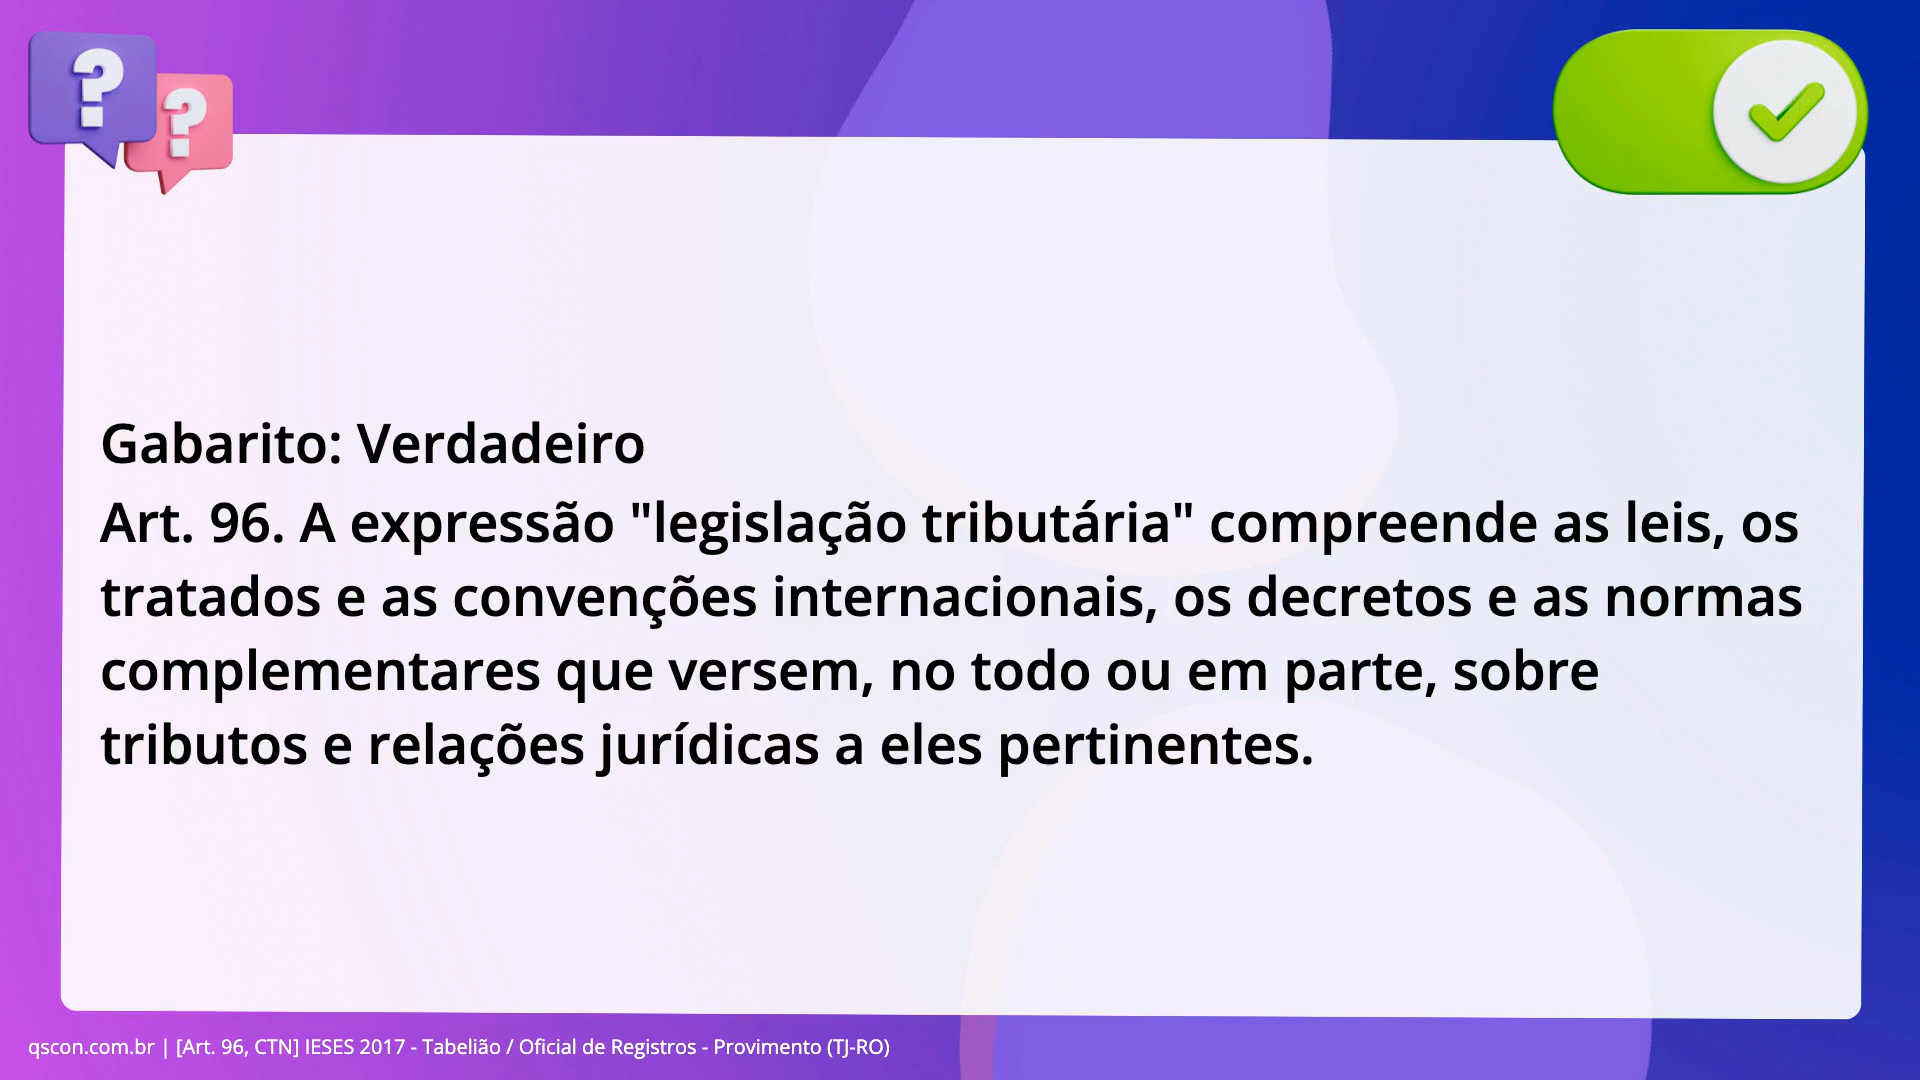 ?
?
Gabarito: Verdadeiro
Art. 96. A expressão "legislação tributária" compreende as leis, os
tratados e as convenções internacionais, os decretos e as normas
complementares que versem, no todo ou em parte, sobre
tributos e relações jurídicas a eles pertinentes.
qscon.com.br | [Art. 96, CTN] IESES 2017 - Tabelião / Oficial de Registros - Provimento (TJ-RO)